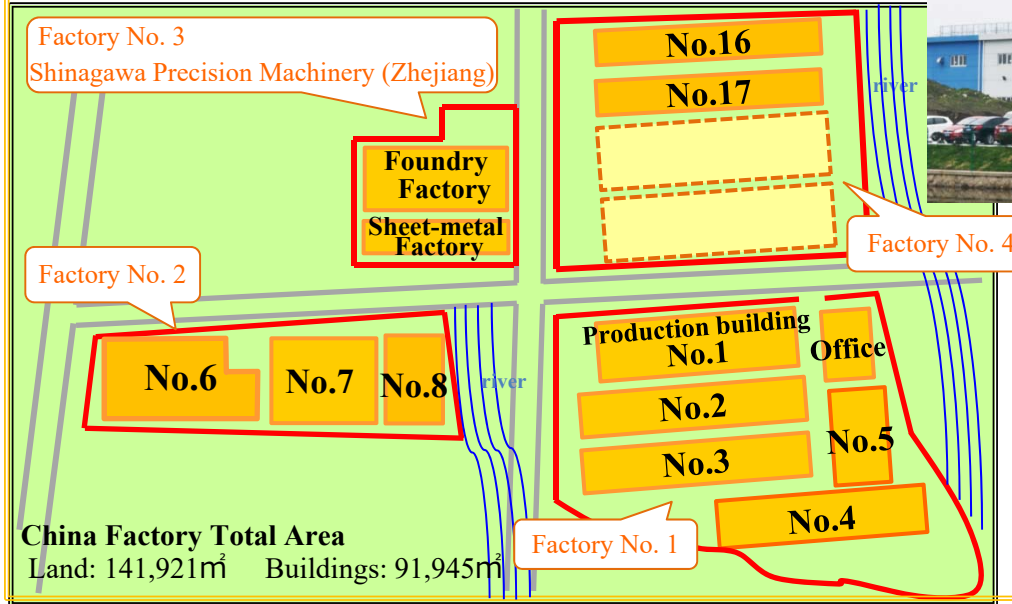 Factory No. 3
Shinagawa Precision Machinery (Zhejiang)
No.16
No.17
river
Foundry
Factory
Sheet-metal
Factory
Factory No. 4
Factory No. 2
No.6
No.7
No.8
river
Production building
No.1
Office
No.2
No.3
No.5
No.4
Factory No. 1
China Factory Total Area
Land: 141,921㎡ Buildings: 91,945㎡